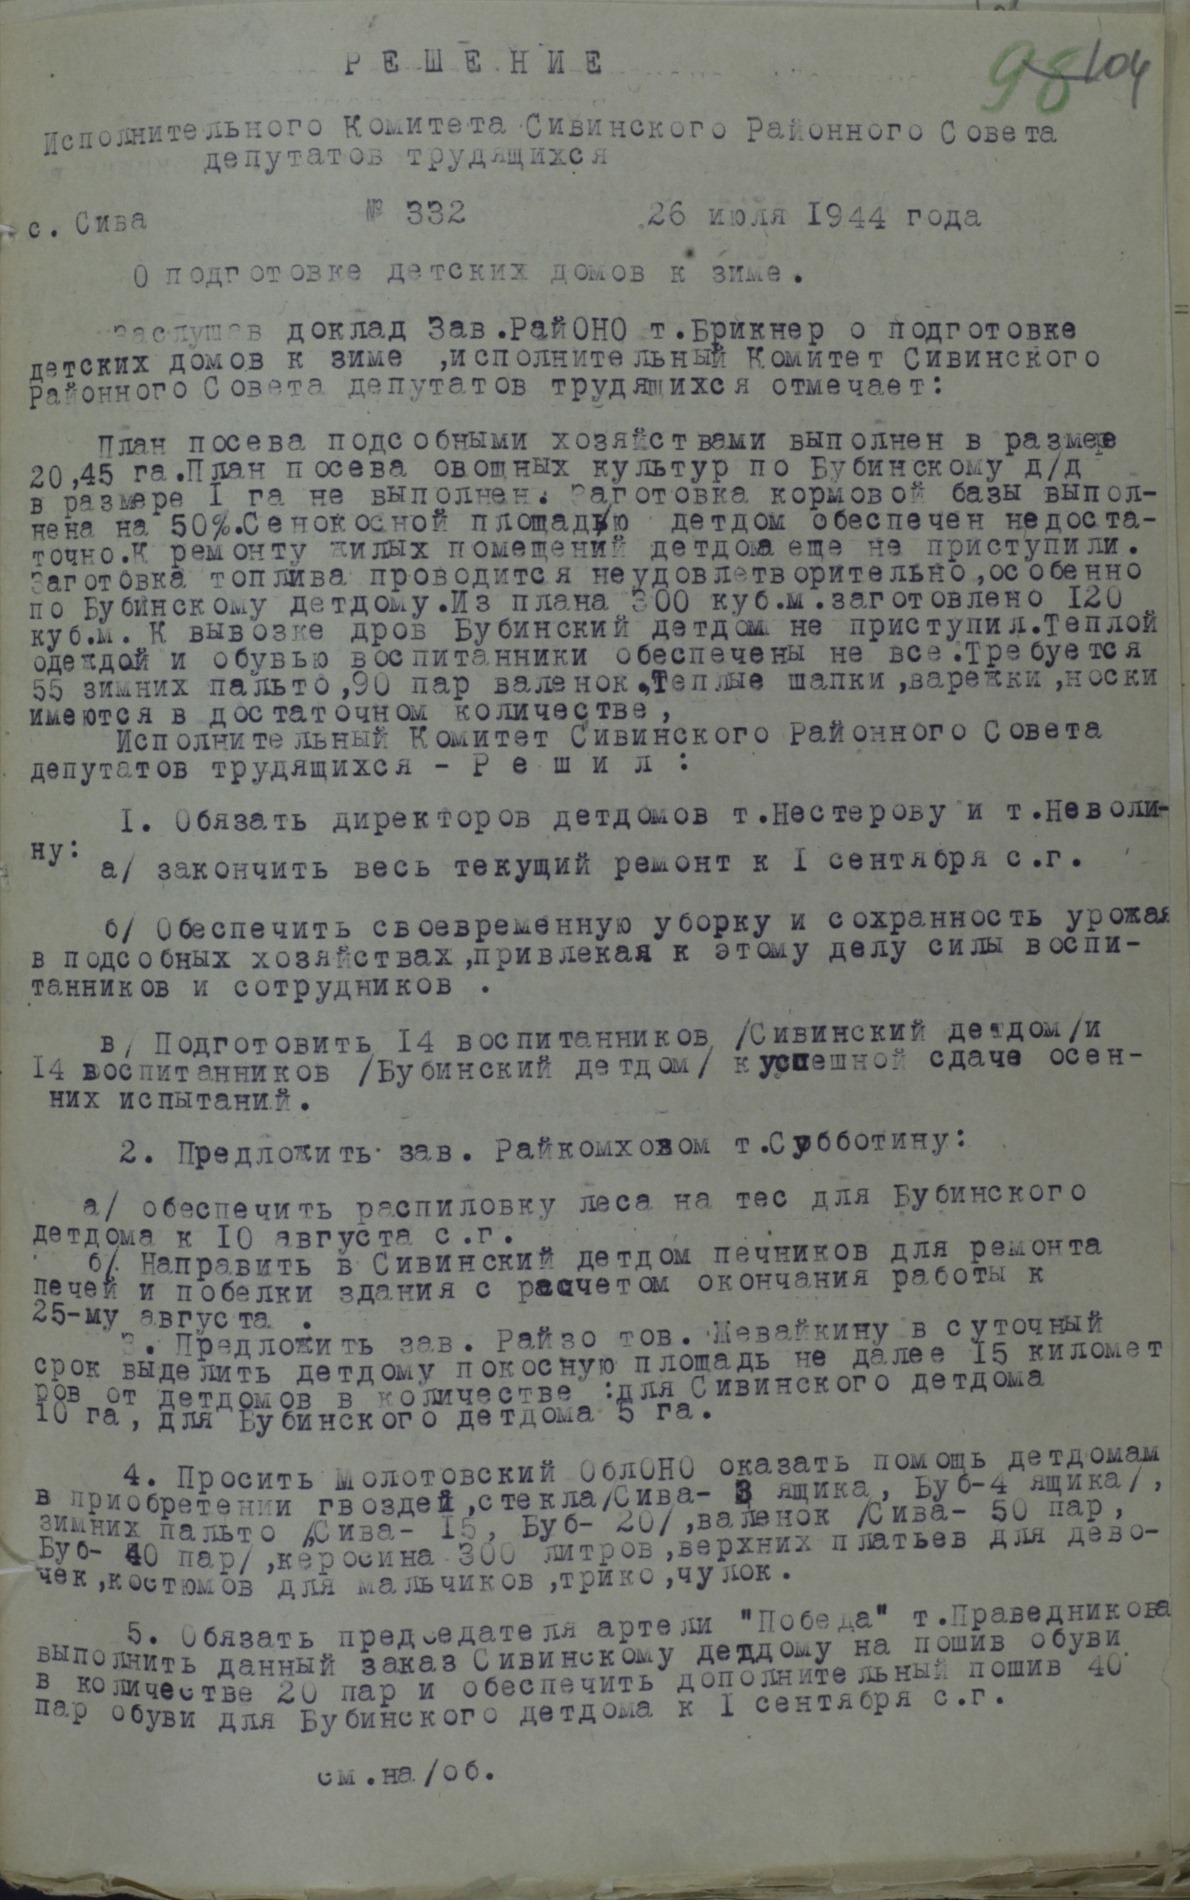 98 104
Р Е Ш Е Н И Е
Исполнительного Комитета Сивинского Районного Совета
депутатов трудящихся
с. Сива № 332 26 июля 1944 года
О подготовке детских домов к зиме.
Заслушав доклад Зав.РайОНО т.Брикнер о подготовке
детских домов к зиме ,исполнительный Комитет Сивинского
Районного Совета депутатов трудящихся отмечает:
План посева подсобными хозяйствами выполнен в размере
20,45 га.План посева овощных культур по Бубинскому д/д
в размере 1 га не выполнен. Заготовка кормовой базы выпол-
нена на 50%.Сенокосной площадью детдом обеспечен недоста-
точно.К ремонту жилых помещений детдома еще не приступили.
Заготовка топлива проводится неудовлетворительно,особенно
по Бубинскому детдому.Из плана 300 куб.м.заготовлено 120
куб.м. К вывозке дров Бубинский детдом не приступил.Теплой
одеждой и обувью воспитанники обеспечены не все.Требуется
55 зимних пальто,90 пар валенок.Теплые шапки,варежки,носки
имеются в достаточном количестве,
Исполнительный Комитет Сивинского Районного Совета
депутатов трудящихся - Р е ш и л :
1. Обязать директоров детдомов т.Нестерову и т.Неволи-
ну:
а/ закончить весь текущий ремонт к 1 сентября с.г.
б/ Обеспечить своевременную уборку и сохранность урожая
в подсобных хозяйствах,привлекая к этому делу силы воспи-
танников и сотрудников .
в/ Подготовить 14 воспитанников /Сивинский детдом/и
14 воспитанников /Бубинский детдом/ к успешной сдаче осен-
них испытаний.
2. Предложить зав. Райкомхозом т.Субботину:
а/ обеспечить распиловку леса на тес для Бубинского
детдома к 10 августа с.г.
б/ Направить в Сивинский детдом печников для ремонта
печей и побелки здания с расчетом окончания работы к
25-му августа .
3. Предложить зав. Райзо тов. Жевайкину в суточный
срок выделить детдому покосную площадь не далее 15 километ
ров от детдомов в количестве :для Сивинского детдома
10 га, для Бубинского детдома 5 га.
4. Просить Молотовский ОблОНО оказать помощь детдомам
в приобретении гвоздей,стекла/Сива- 3 ящика, Буб-4 ящика/,
зимних пальто /Сива- 15, Буб- 20/,валенок /Сива- 50 пар,
Буб- 40 пар/,керосина 300 литров,верхних платьев для дево-
чек,костюмов для мальчиков,трико,чулок.
5. Обязать председателя артели "Победа" т.Праведникова
выполнить данный заказ Сивинскому детдому на пошив обуви
в количестве 20 пар и обеспечить дополнительный пошив 40
пар обуви для Бубинского детдома к 1 сентября с.г.
см.на/об.